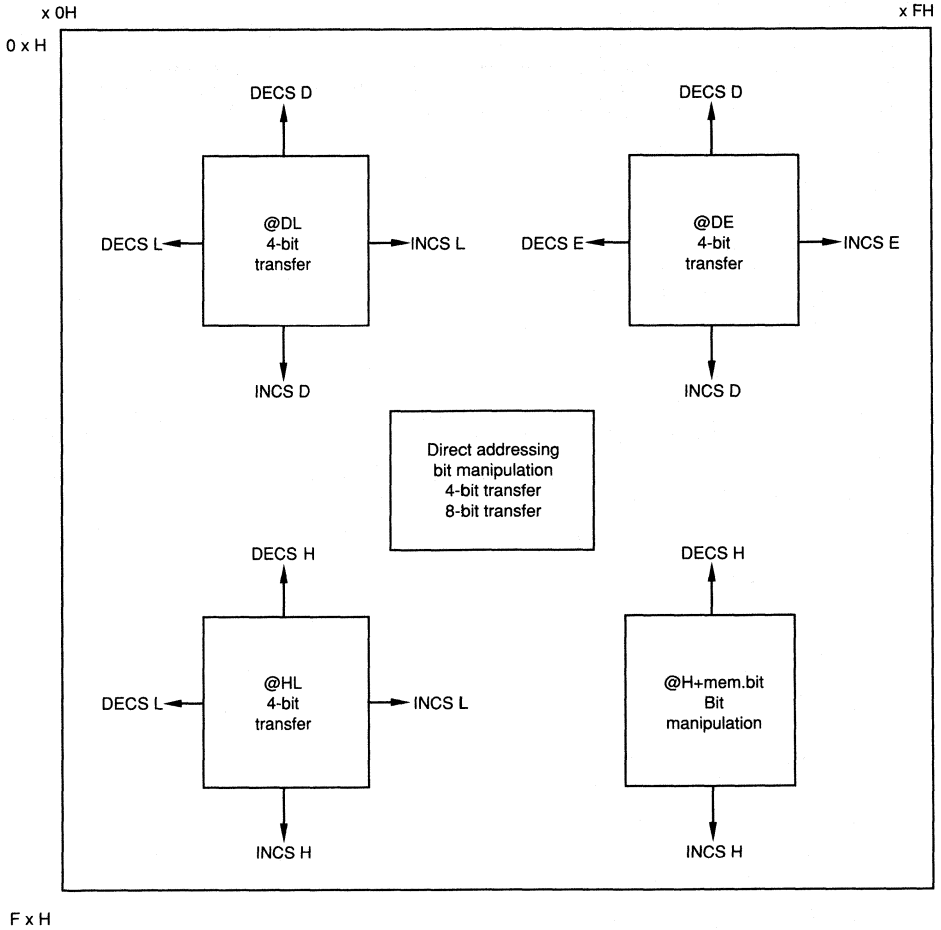 x 0H
x FH
0 x H
DECS D
DECS D
@DL
4-bit
transfer
DECS L
INCS L
@DE
4-bit
transfer
DECS E
INCS E
INCS D
INCS D
Direct addressing
bit manipulation
4-bit transfer
8-bit transfer
DECS H
DECS H
@HL
4-bit
transfer
DECS L
INCS L
@H+mem.bit
Bit
manipulation
INCS H
INCS H
F x H